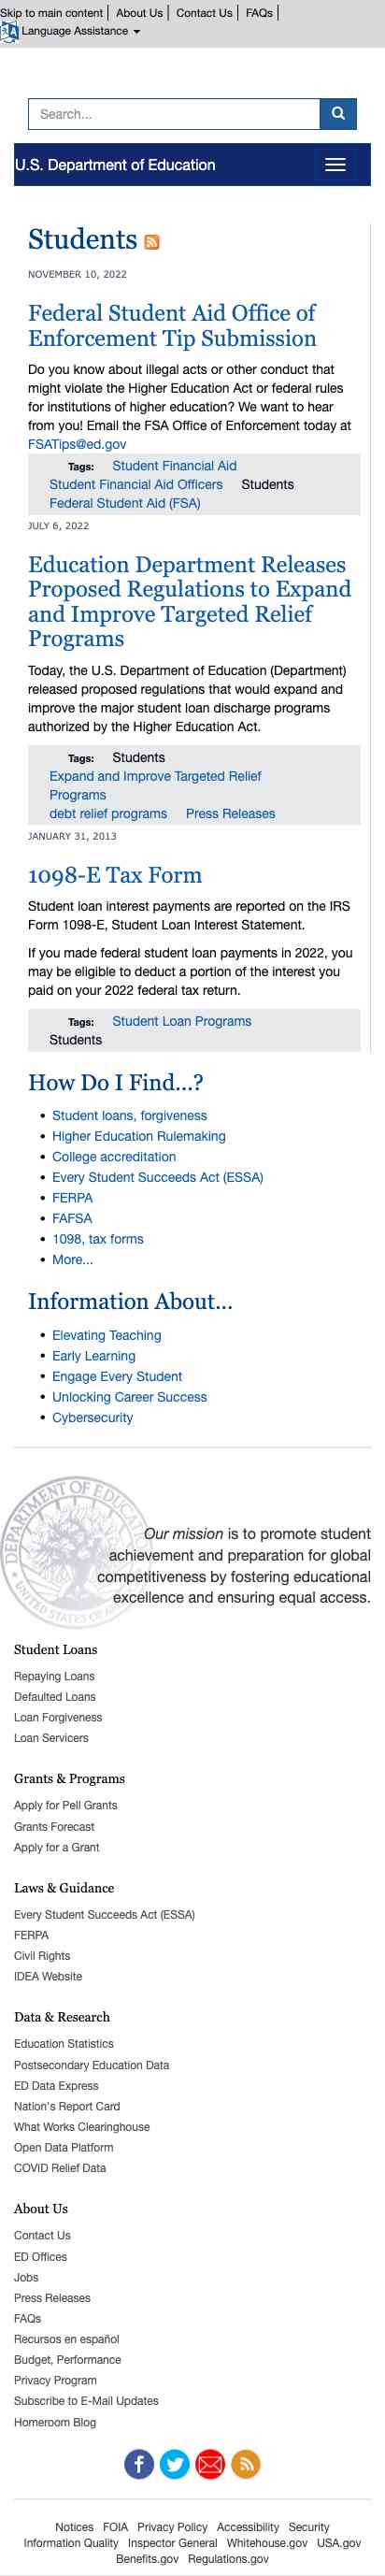 Skip to main content | About Us | Contact Us | FAQs |
Language Assistance
Search...
U.S. Department of Education
Students
NOVEMBER 10, 2022
Federal Student Aid Office of
Enforcement Tip Submission
Do you know about illegal acts or other conduct that
might violate the Higher Education Act or federal rules
for institutions of higher education? We want to hear
from you! Email the FSA Office of Enforcement today at
FSATips@ed.gov
Tags: Student Financial Aid
Student Financial Aid Officers Students
Federal Student Aid (FSA)
JULY 6, 2022
Education Department Releases
Proposed Regulations to Expand
and Improve Targeted Relief
Programs
Today, the U.S. Department of Education (Department)
released proposed regulations that would expand and
improve the major student loan discharge programs
authorized by the Higher Education Act.
Tags: Students
Expand and Improve Targeted Relief
Programs
debt relief programs Press Releases
JANUARY 31, 2013
1098-E Tax Form
Student loan interest payments are reported on the IRS
Form 1098-E, Student Loan Interest Statement.
If you made federal student loan payments in 2022, you
may be eligible to deduct a portion of the interest you
paid on your 2022 federal tax return.
Tags: Student Loan Programs
Students
How Do I Find...?
• Student loans, forgiveness
• Higher Education Rulemaking
• College accreditation
• Every Student Succeeds Act (ESSA)
• FERPA
• FAFSA
• 1098, tax forms
• More...
Information About...
• Elevating Teaching
• Early Learning
• Engage Every Student
• Unlocking Career Success
• Cybersecurity
Our mission is to promote student
achievement and preparation for global
competitiveness by fostering educational
excellence and ensuring equal access.
Student Loans
Repaying Loans
Defaulted Loans
Loan Forgiveness
Loan Servicers
Grants & Programs
Apply for Pell Grants
Grants Forecast
Apply for a Grant
Laws & Guidance
Every Student Succeeds Act (ESSA)
FERPA
Civil Rights
IDEA Website
Data & Research
Education Statistics
Postsecondary Education Data
ED Data Express
Nation's Report Card
What Works Clearinghouse
Open Data Platform
COVID Relief Data
About Us
Contact Us
ED Offices
Jobs
Press Releases
FAQs
Recursos en español
Budget, Performance
Privacy Program
Subscribe to E-Mail Updates
Homeroom Blog
Notices FOIA Privacy Policy Accessibility Security
Information Quality Inspector General Whitehouse.gov USA.gov
Benefits.gov Regulations.gov